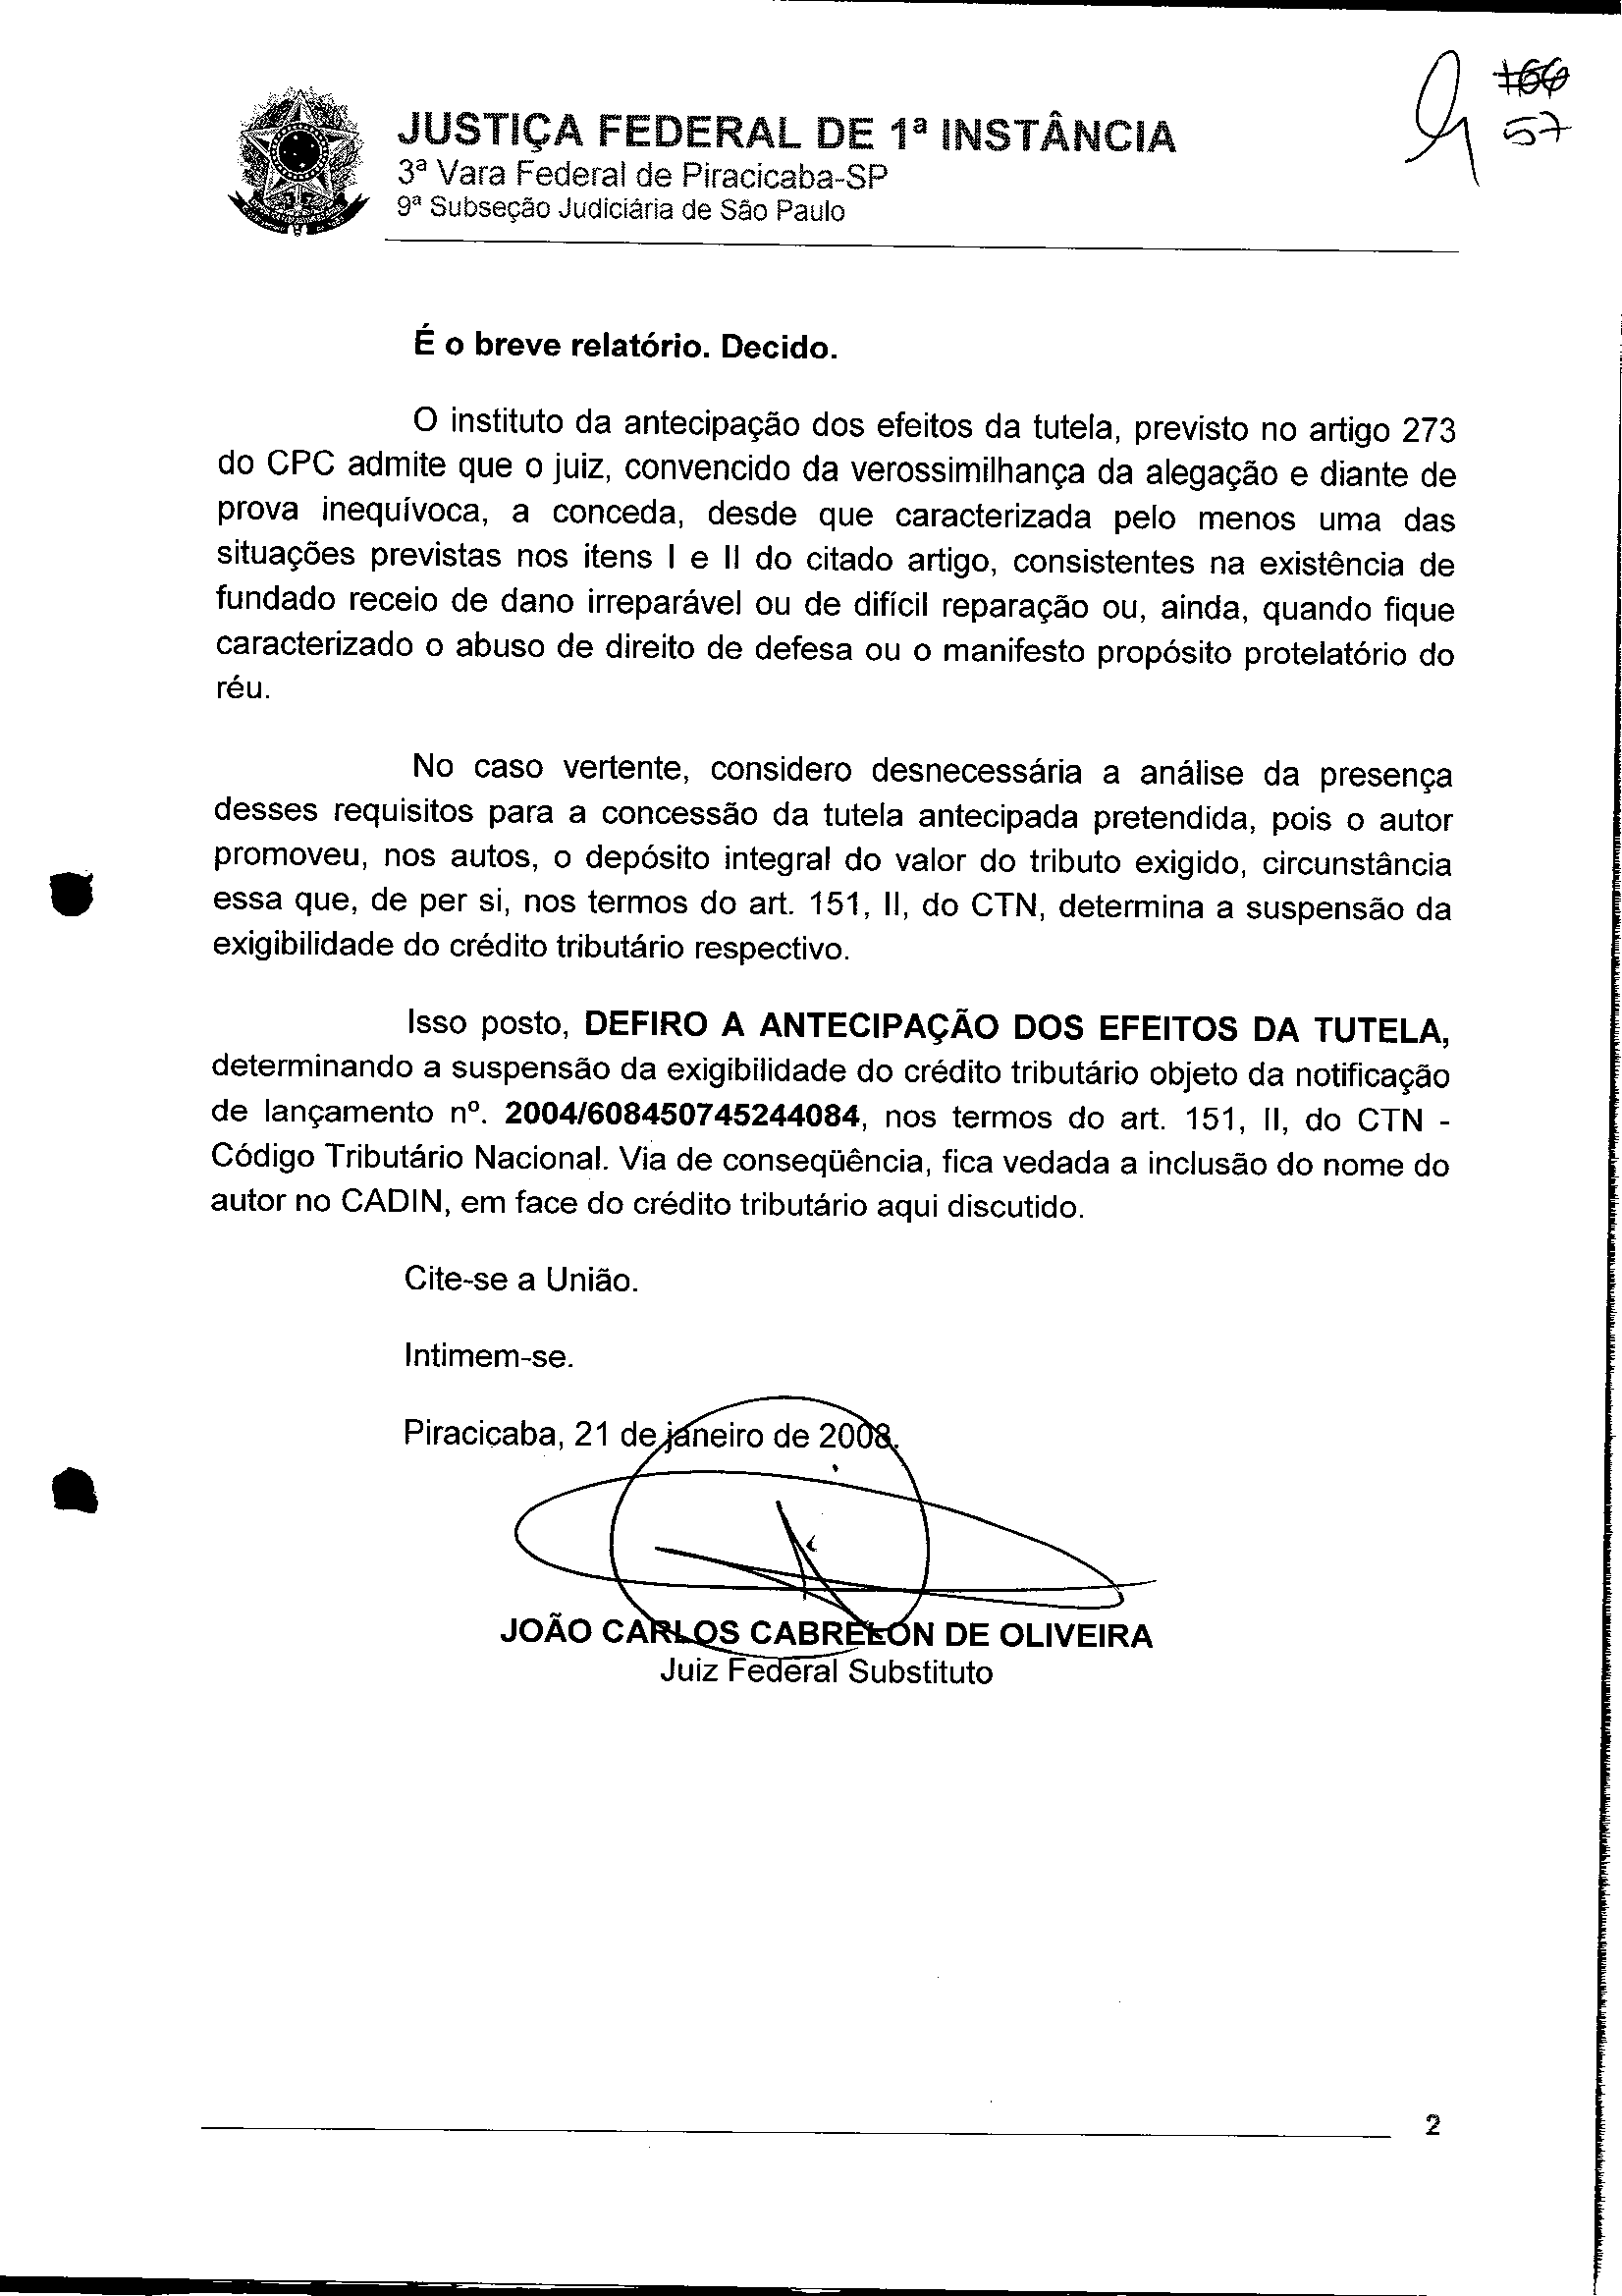 166
57
JUSTIÇA FEDERAL DE 1ª INSTÂNCIA
3ª Vara Federal de Piracicaba-SP
9ª Subseção Judiciária de São Paulo
É o breve relatório. Decido.
O instituto da antecipação dos efeitos da tutela, previsto no artigo 273
do CPC admite que o juiz, convencido da verossimilhança da alegação e diante de
prova inequívoca, a conceda, desde que caracterizada pelo menos uma das
situações previstas nos itens I e II do citado artigo, consistentes na existência de
fundado receio de dano irreparável ou de difícil reparação ou, ainda, quando fique
caracterizado o abuso de direito de defesa ou o manifesto propósito protelatório do
réu.
No caso vertente, considero desnecessária a análise da presença
desses requisitos para a concessão da tutela antecipada pretendida, pois o autor
promoveu, nos autos, o depósito integral do valor do tributo exigido, circunstância
essa que, de per si, nos termos do art. 151, II, do CTN, determina a suspensão da
exigibilidade do crédito tributário respectivo.
Isso posto, DEFIRO A ANTECIPAÇÃO DOS EFEITOS DA TUTELA,
determinando a suspensão da exigibilidade do crédito tributário objeto da notificação
de lançamento nº. 2004/608450745244084, nos termos do art. 151, II, do CTN -
Código Tributário Nacional. Via de conseqüência, fica vedada a inclusão do nome do
autor no CADIN, em face do crédito tributário aqui discutido.
Cite-se a União.
Intimem-se.
Piracicaba, 21 de janeiro de 2008.
JOÃO CARLOS CABRELON DE OLIVEIRA
Juiz Federal Substituto
2